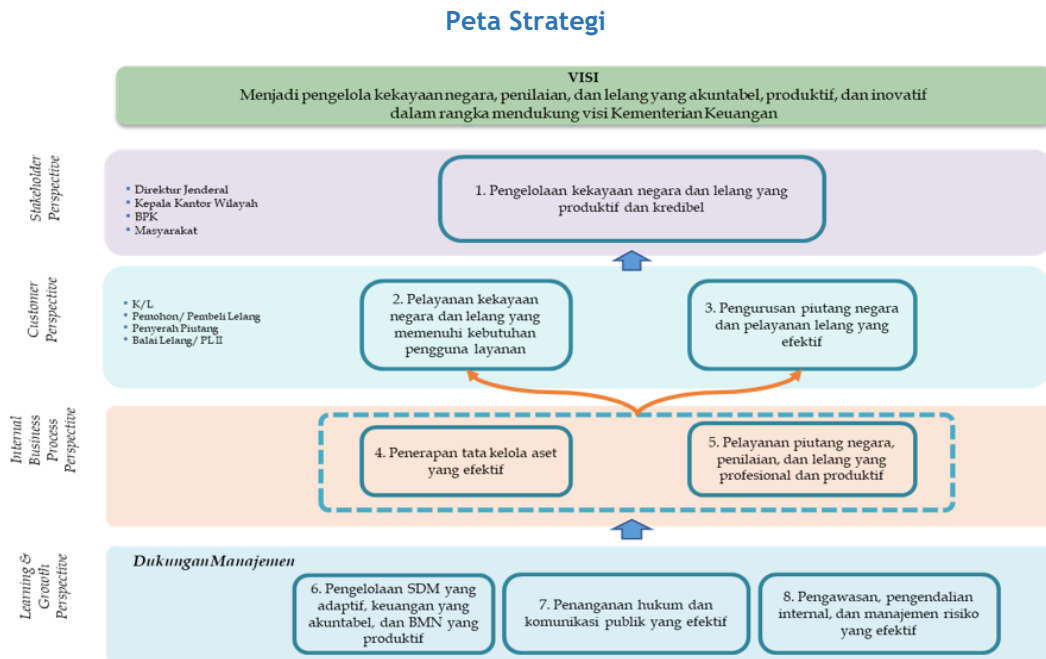 Peta Strategi
VISI
Menjadi pengelola kekayaan negara, penilaian, dan lelang yang akuntabel, produktif, dan inovatif
dalam rangka mendukung visi Kementerian Keuangan
Stakeholder
Perspective
▪ Direktur Jenderal
▪ Kepala Kantor Wilayah
▪ BPK
▪ Masyarakat
1. Pengelolaan kekayaan negara dan lelang yang
produktif dan kredibel
Customer
Perspective
▪ K/L
▪ Pemohon/ Pembeli Lelang
▪ Penyerah Piutang
▪ Balai Lelang/ PL II
2. Pelayanan kekayaan
negara dan lelang yang
memenuhi kebutuhan
pengguna layanan
3. Pengurusan piutang negara
dan pelayanan lelang yang
efektif
Internal
Business
Process
Perspective
4. Penerapan tata kelola aset
yang efektif
5. Pelayanan piutang negara,
penilaian, dan lelang yang
profesional dan produktif
Learning &
Growth
Perspective
Dukungan Manajemen
6. Pengelolaan SDM yang
adaptif, keuangan yang
akuntabel, dan BMN yang
produktif
7. Penanganan hukum dan
komunikasi publik yang efektif
8. Pengawasan, pengendalian
internal, dan manajemen risiko
yang efektif